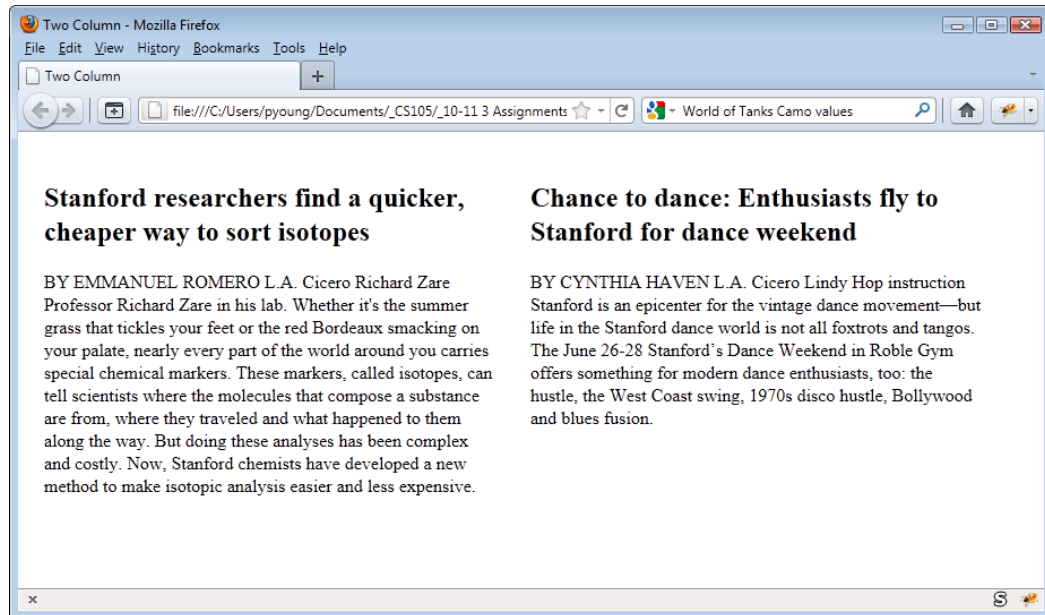 Two Column - Mozilla Firefox
File Edit View History Bookmarks Tools Help
Two Column
file:///C:/Users/pyoung/Documents/_CS105/_10-11 3 Assignments
World of Tanks Camo values
Stanford researchers find a quicker,
cheaper way to sort isotopes
BY EMMANUEL ROMERO L.A. Cicero Richard Zare
Professor Richard Zare in his lab. Whether it's the summer
grass that tickles your feet or the red Bordeaux smacking on
your palate, nearly every part of the world around you carries
special chemical markers. These markers, called isotopes, can
tell scientists where the molecules that compose a substance
are from, where they traveled and what happened to them
along the way. But doing these analyses has been complex
and costly. Now, Stanford chemists have developed a new
method to make isotopic analysis easier and less expensive.
Chance to dance: Enthusiasts fly to
Stanford for dance weekend
BY CYNTHIA HAVEN L.A. Cicero Lindy Hop instruction
Stanford is an epicenter for the vintage dance movement—but
life in the Stanford dance world is not all foxtrots and tangos.
The June 26-28 Stanford’s Dance Weekend in Roble Gym
offers something for modern dance enthusiasts, too: the
hustle, the West Coast swing, 1970s disco hustle, Bollywood
and blues fusion.